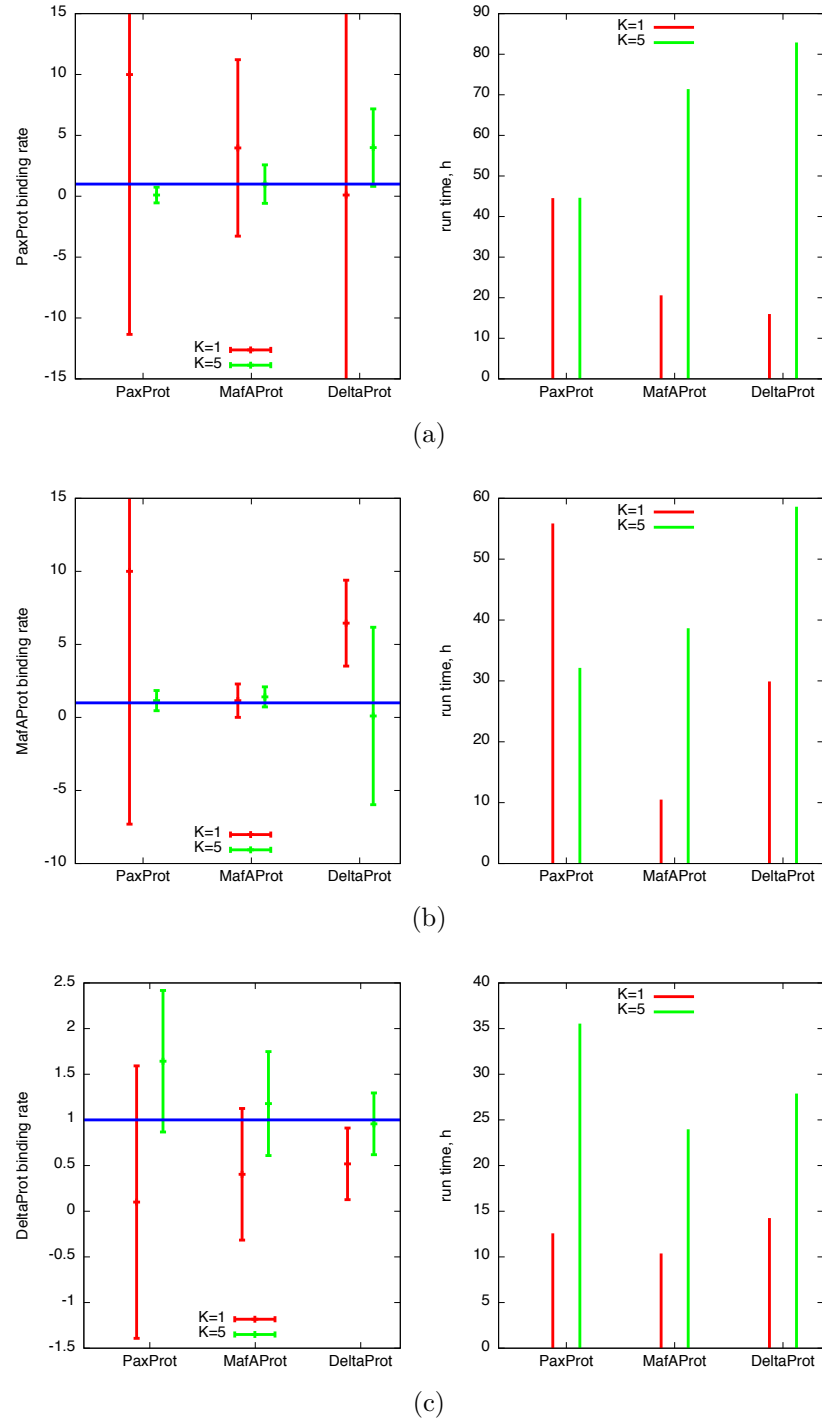 15
10
5
0
-5
-10
-15
PaxProt binding rate
K=1
K=5
PaxProt MafAProt DeltaProt
90
80
70
60
50
40
30
20
10
0
run time, h
K=1
K=5
PaxProt MafAProt DeltaProt
(a)
15
10
5
0
-5
-10
MafAProt binding rate
K=1
K=5
PaxProt MafAProt DeltaProt
60
50
40
30
20
10
0
run time, h
K=1
K=5
PaxProt MafAProt DeltaProt
(b)
2.5
2
1.5
1
0.5
0
-0.5
-1
-1.5
DeltaProt binding rate
K=1
K=5
PaxProt MafAProt DeltaProt
40
35
30
25
20
15
10
5
0
run time, h
K=1
K=5
PaxProt MafAProt DeltaProt
(c)